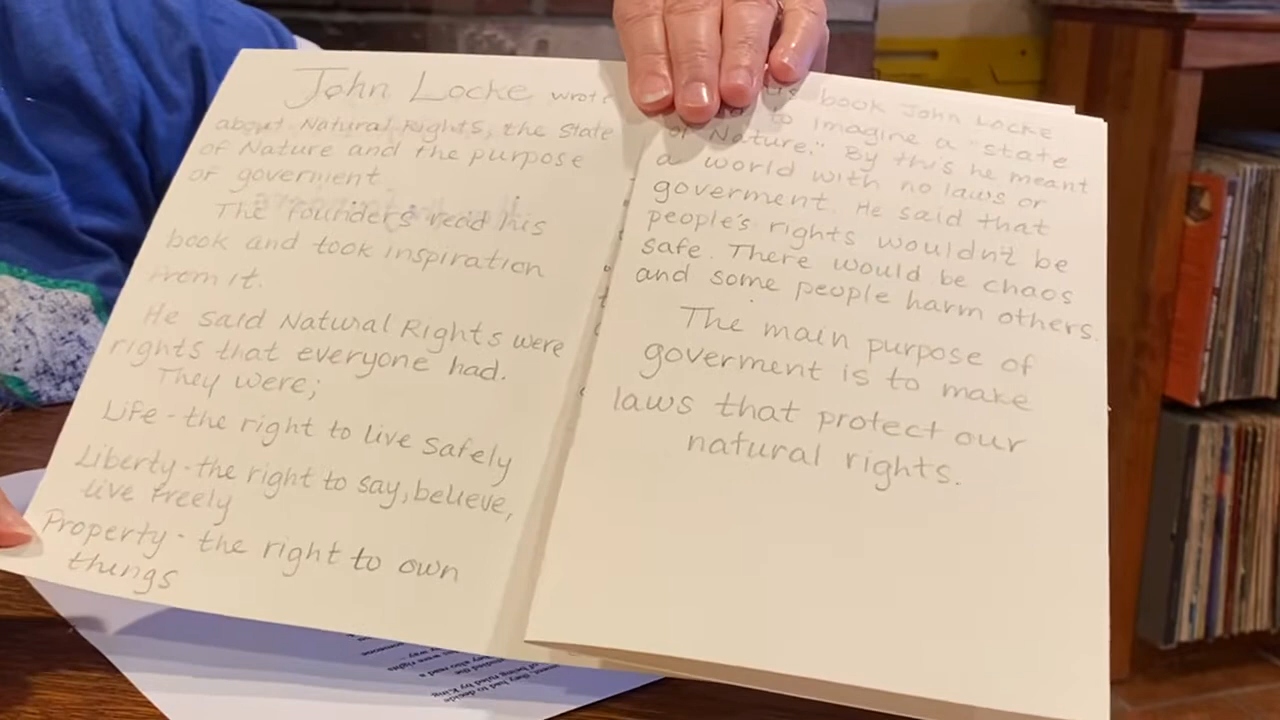 John Locke wrote
about Natural Rights, the State
of Nature and the purpose
of goverment
The Founders read his
book and took inspiration
from it.
He said Natural Rights were
rights that everyone had.
They were;
Life - the right to live safely
Liberty - the right to say, believe,
live freely
Property - the right to own
things
book John Locke
to imagine a "state
of Nature." By this he meant
a world with no laws or
goverment. He said that
people's rights wouldn't be
safe. There would be chaos
and some people harm others.
The main purpose of
goverment is to make
laws that protect our
natural rights.